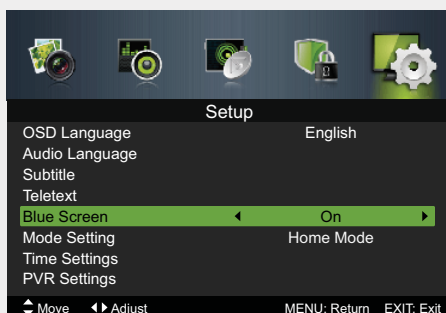 Setup
OSD Language English
Audio Language
Subtitle
Teletext
Blue Screen On
Mode Setting Home Mode
Time Settings
PVR Settings
Move Adjust MENU: Return EXIT: Exit